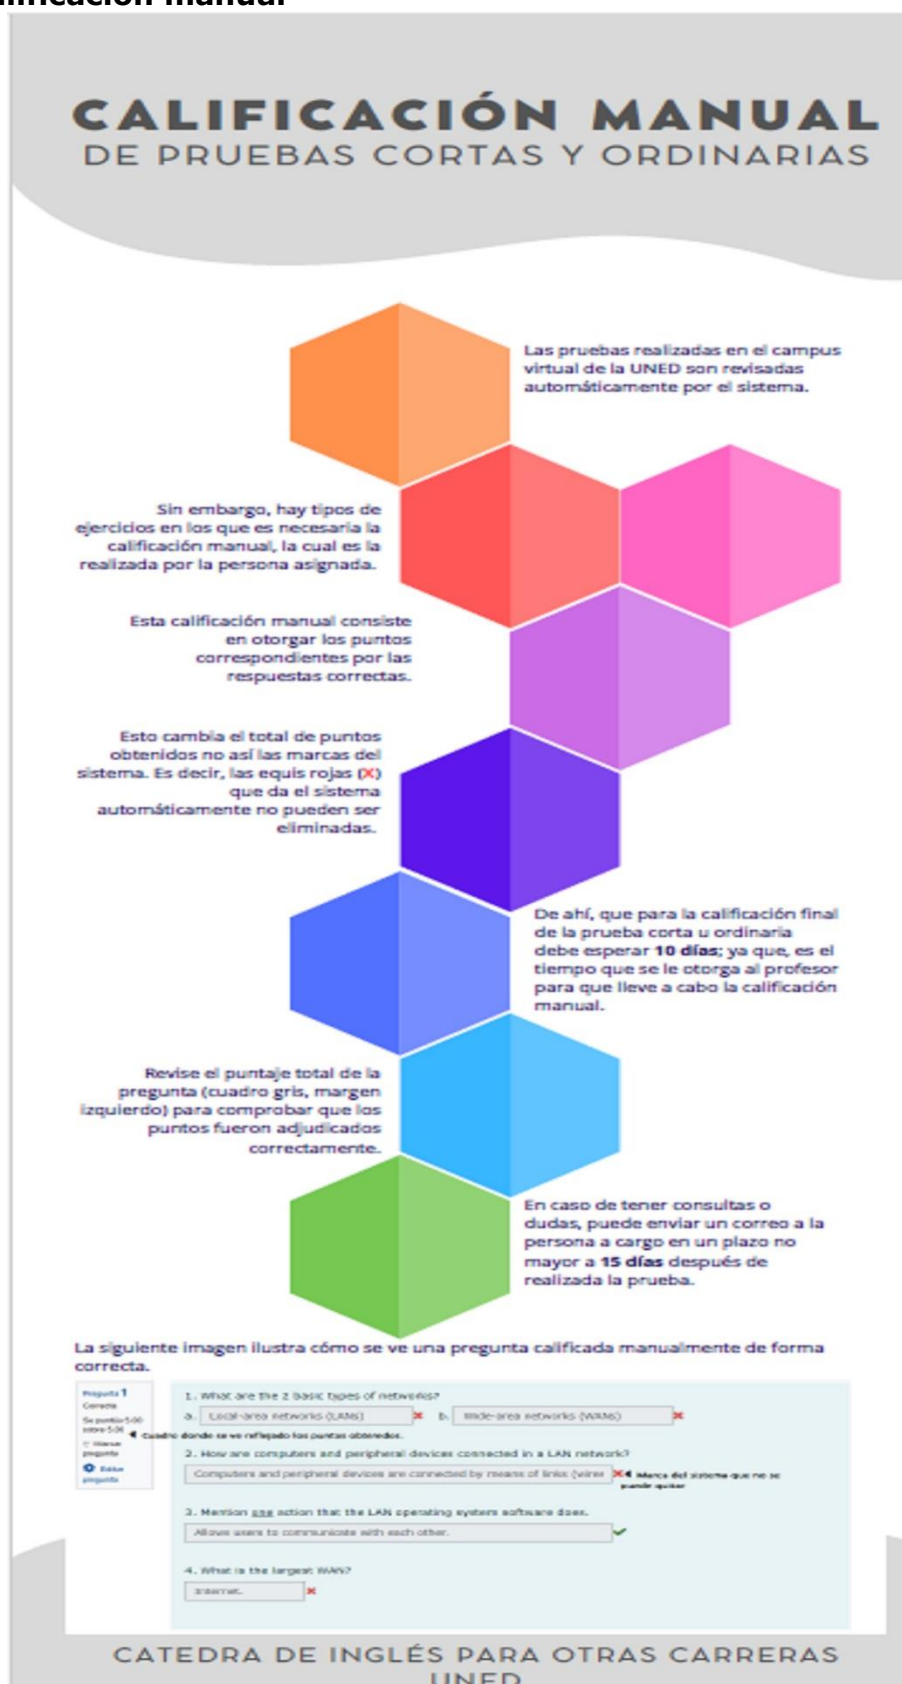 lificación manual
CALIFICACIÓN MANUAL
DE PRUEBAS CORTAS Y ORDINARIAS
Las pruebas realizadas en el campus
virtual de la UNED son revisadas
automáticamente por el sistema.
Sin embargo, hay tipos de
ejercicios en los que es necesaria la
calificación manual, la cual es la
realizada por la persona asignada.
Esta calificación manual consiste
en otorgar los puntos
correspondientes por las
respuestas correctas.
Esto cambia el total de puntos
obtenidos no así las marcas del
sistema. Es decir, las equis rojas (X)
que da el sistema
automáticamente no pueden ser
eliminadas.
De ahí, que para la calificación final
de la prueba corta u ordinaria
debe esperar 10 días; ya que, es el
tiempo que se le otorga al profesor
para que lleve a cabo la calificación
manual.
Revise el puntaje total de la
pregunta (cuadro gris, margen
izquierdo) para comprobar que los
puntos fueron adjudicados
correctamente.
En caso de tener consultas o
dudas, puede enviar un correo a la
persona a cargo en un plazo no
mayor a 15 días después de
realizada la prueba.
La siguiente imagen ilustra cómo se ve una pregunta calificada manualmente de forma
correcta.
Pregunta 1
Correcta
Se puntúa 5.00
sobre 5.00
Marcar
pregunta
Editar
pregunta
1. What are the 2 basic types of networks?
a. Local-area networks (LANs) b. Wide-area networks (WANs)
Cuadro donde se ve reflejado los puntos obtenidos.
2. How are computers and peripheral devices connected in a LAN network?
Computers and peripheral devices are connected by means of links (wires
Marca del sistema que no se
puede quitar
3. Mention one action that the LAN operating system software does.
Allows users to communicate with each other.
4. What is the largest WAN?
Internet.
CATEDRA DE INGLÉS PARA OTRAS CARRERAS
UNED